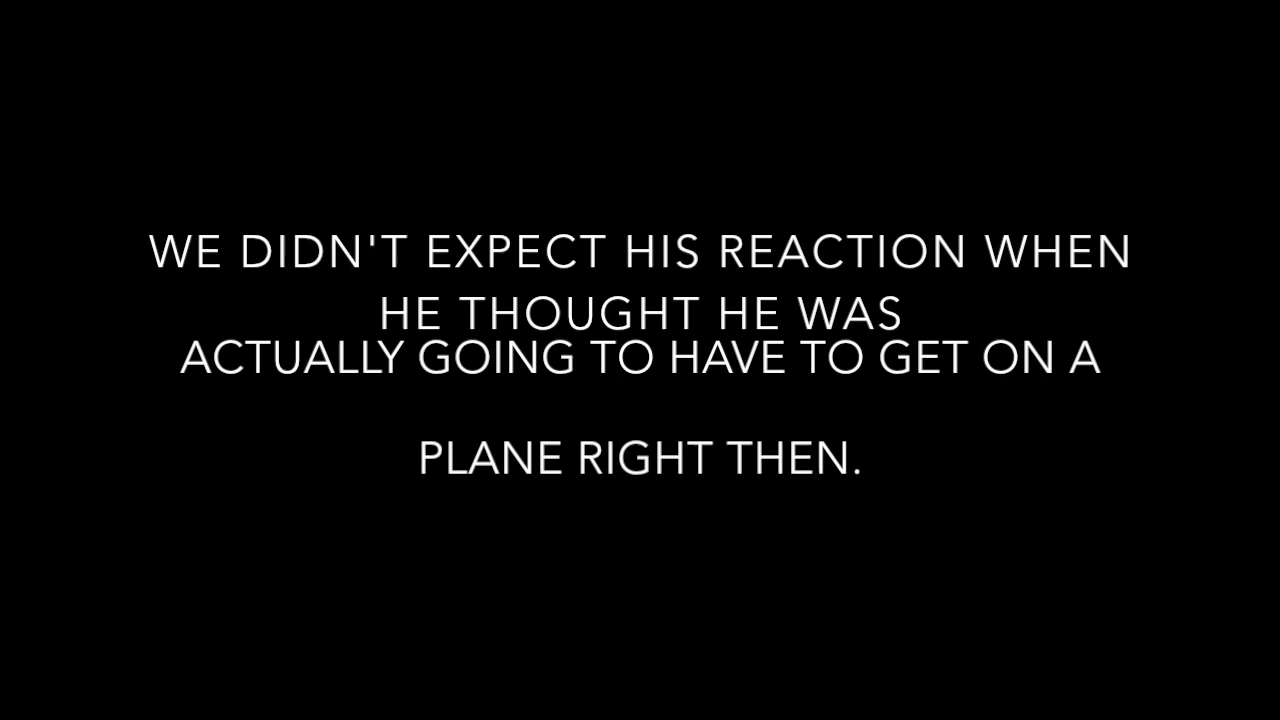 WE DIDN'T EXPECT HIS REACTION WHEN
HE THOUGHT HE WAS
ACTUALLY GOING TO HAVE TO GET ON A
PLANE RIGHT THEN.